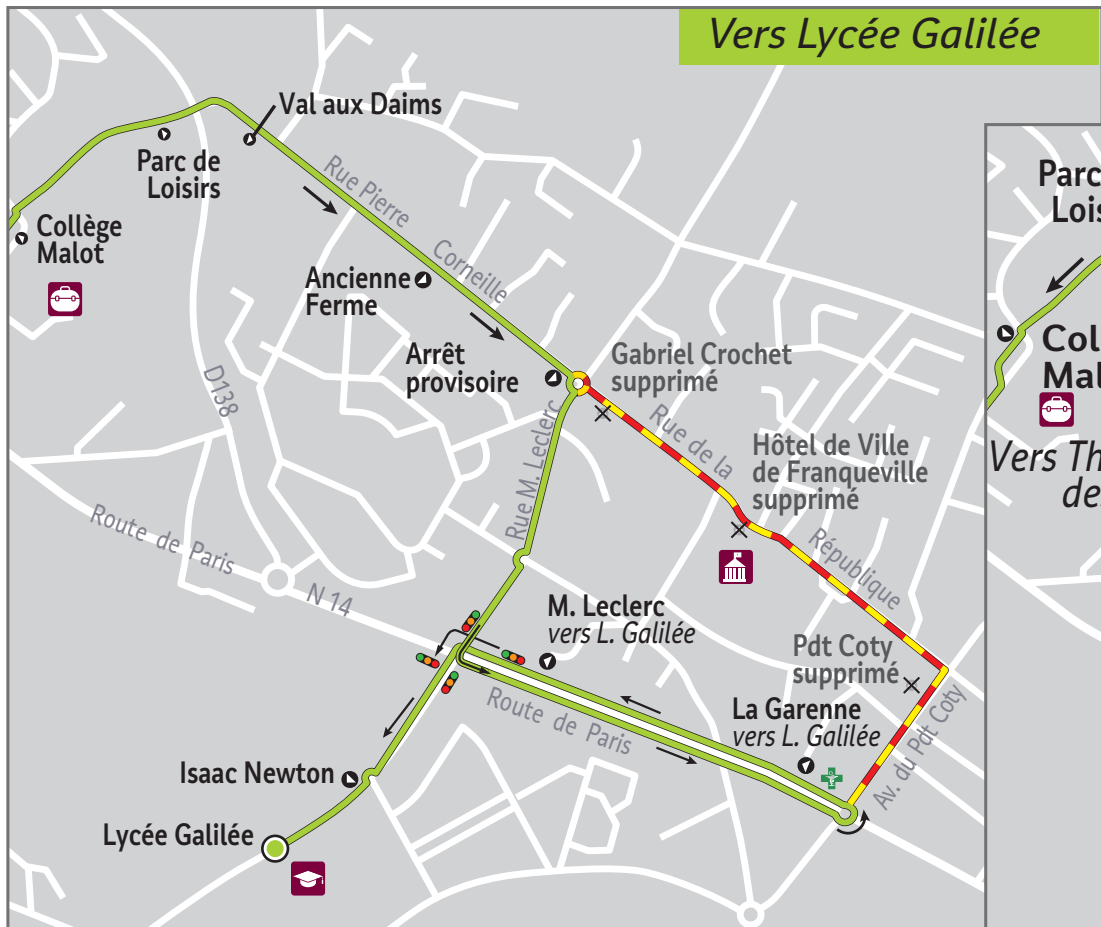 Vers Lycée Galilée
Val aux Daims
Parc de
Loisirs
Collège
Malot
Rue Pierre
Corneille
Ancienne
Ferme
Arrêt
provisoire
Gabriel Crochet
supprimé
D138
Rue M. Leclerc
Rue de la
République
Hôtel de Ville
de Franqueville
supprimé
Route de Paris
N 14
M. Leclerc
vers L. Galilée
Pdt Coty
supprimé
Route de Paris
La Garenne
vers L. Galilée
Av. du Pdt Coty
Isaac Newton
Lycée Galilée
Parc
Lois
Col
Mal
Vers Th
de